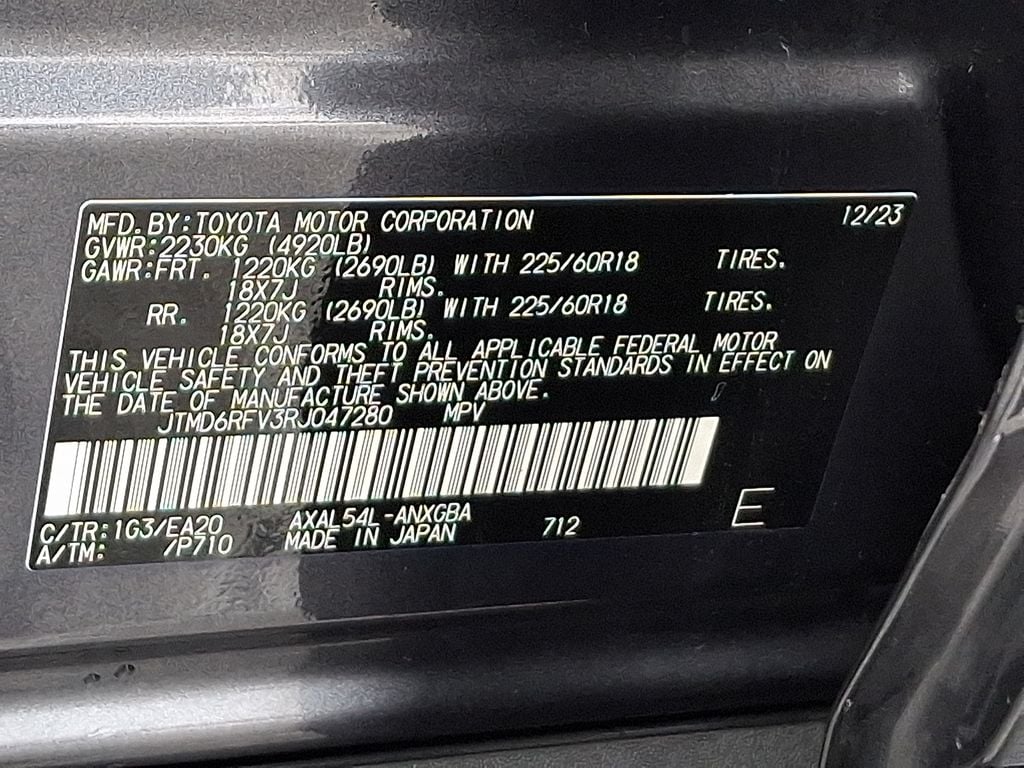 MFD. BY: TOYOTA MOTOR CORPORATION 12/23
GVWR: 2230KG (4920LB)
GAWR: FRT. 1220KG (2690LB) WITH 225/60R18 TIRES.
18X7J RIMS.
RR. 1220KG (2690LB) WITH 225/60R18 TIRES.
18X7J RIMS.
THIS VEHICLE CONFORMS TO ALL APPLICABLE FEDERAL MOTOR
VEHICLE SAFETY AND THEFT PREVENTION STANDARDS IN EFFECT ON
THE DATE OF MANUFACTURE SHOWN ABOVE.
JTMD6RFV3RJ047280 MPV
C/TR: 1G3/EA20 AXAL54L-ANXGBA 712 E
A/TM: /P710 MADE IN JAPAN